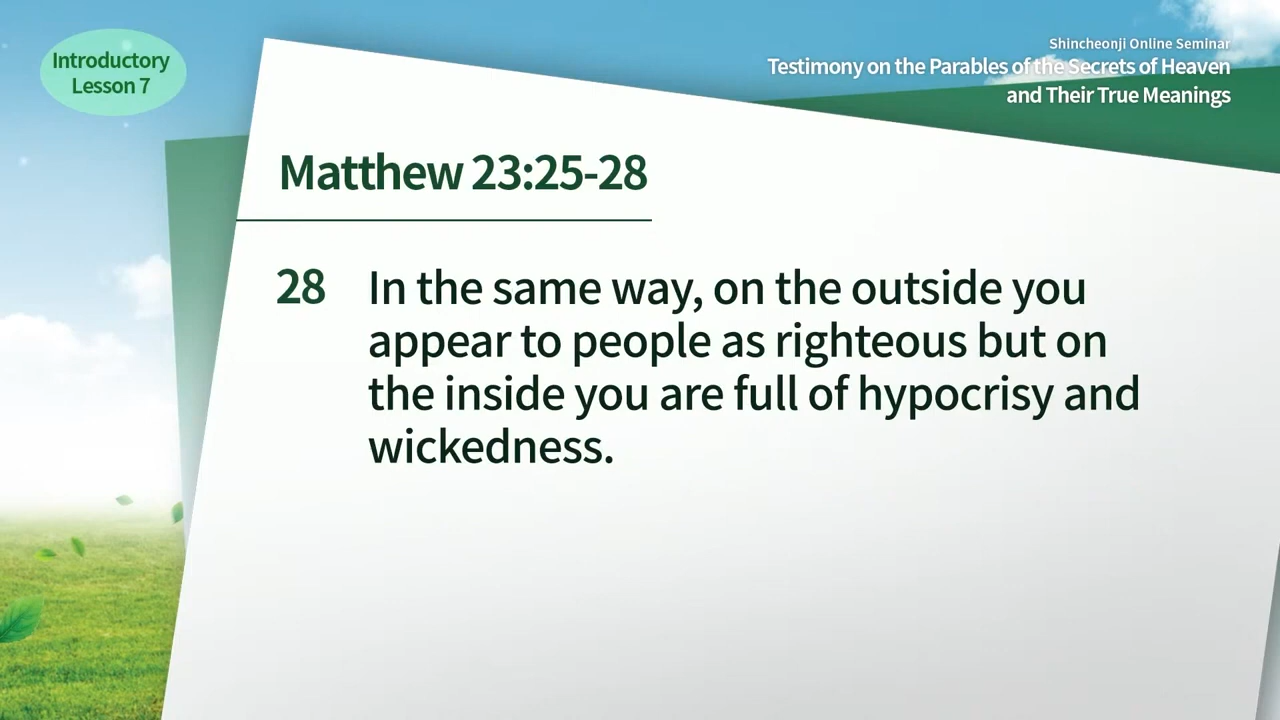 Introductory
Lesson 7
Shincheonji Online Seminar
Testimony on the Parables of the Secrets of Heaven
and Their True Meanings
Matthew 23:25-28
28 In the same way, on the outside you
appear to people as righteous but on
the inside you are full of hypocrisy and
wickedness.